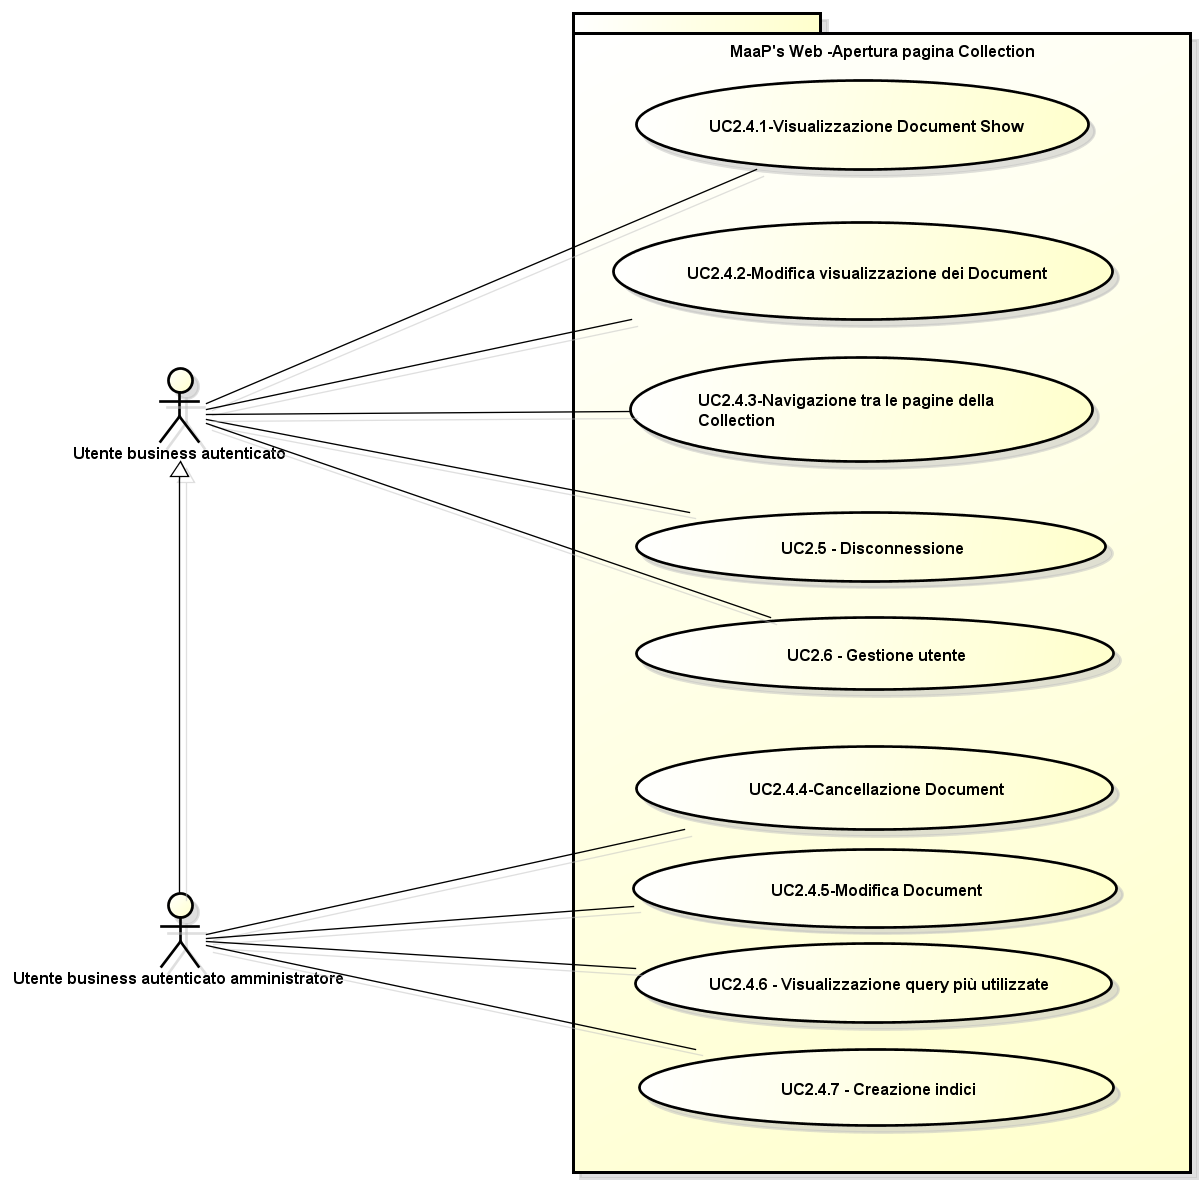 MaaP's Web -Apertura pagina Collection
UC2.4.1-Visualizzazione Document Show
UC2.4.2-Modifica visualizzazione dei Document
UC2.4.3-Navigazione tra le pagine della
Collection
Utente business autenticato
UC2.5 - Disconnessione
UC2.6 - Gestione utente
UC2.4.4-Cancellazione Document
UC2.4.5-Modifica Document
Utente business autenticato amministratore
UC2.4.6 - Visualizzazione query più utilizzate
UC2.4.7 - Creazione indici